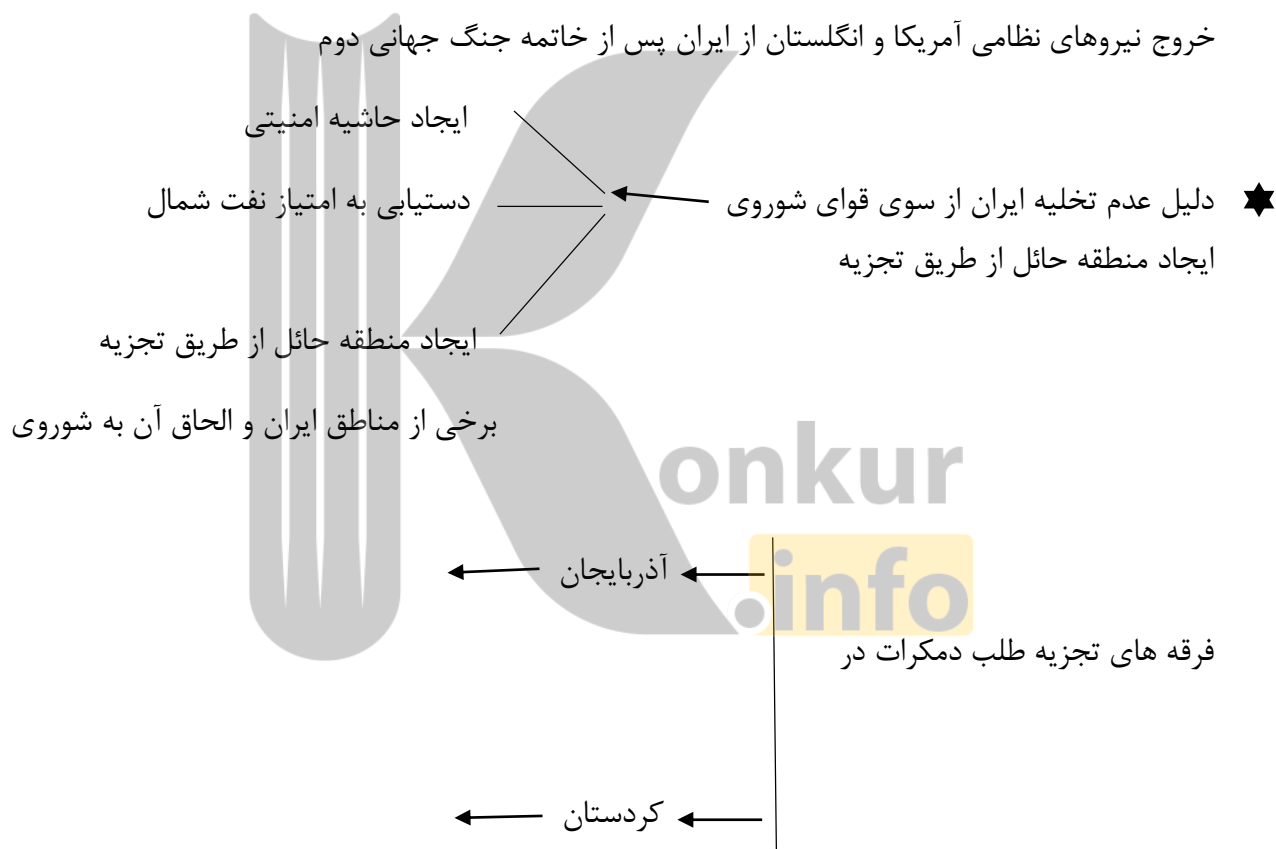 خروج نیروهای نظامی آمریکا و انگلستان از ایران پس از خاتمه جنگ جهانی دوم
ایجاد حاشیه امنیتی
دلیل عدم تخلیه ایران از سوی قوای شوروی
دستیابی به امتیاز نفت شمال
ایجاد منطقه حائل از طریق تجزیه
ایجاد منطقه حائل از طریق تجزیه
برخی از مناطق ایران و الحاق آن به شوروی
onkur
.info
آذربایجان
فرقه های تجزیه طلب دمکرات در
کردستان